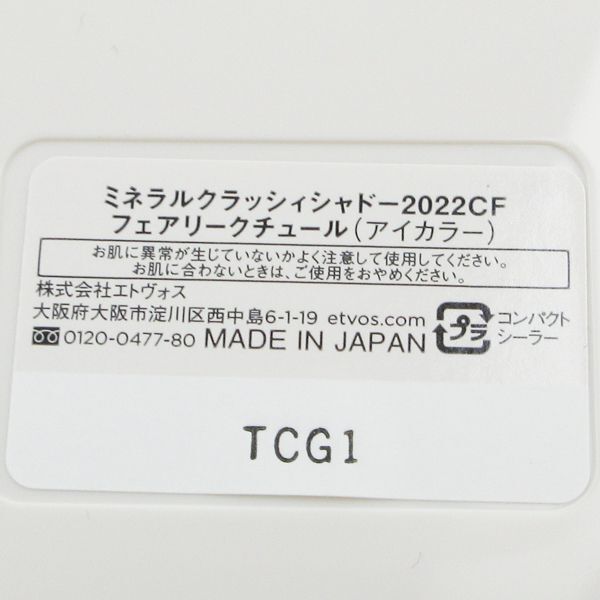 ミネラルクラッシィシャドー2022CF
フェアリークチュール(アイカラー)
お肌に異常が生じていないかよく注意して使用してください。
お肌に合わないときは、ご使用をおやめください。
株式会社エトヴォス
大阪府大阪市淀川区西中島6-1-19 etvos.com
0120-0477-80 MADE IN JAPAN
プラ
コンパクト
シーラー
TCG1